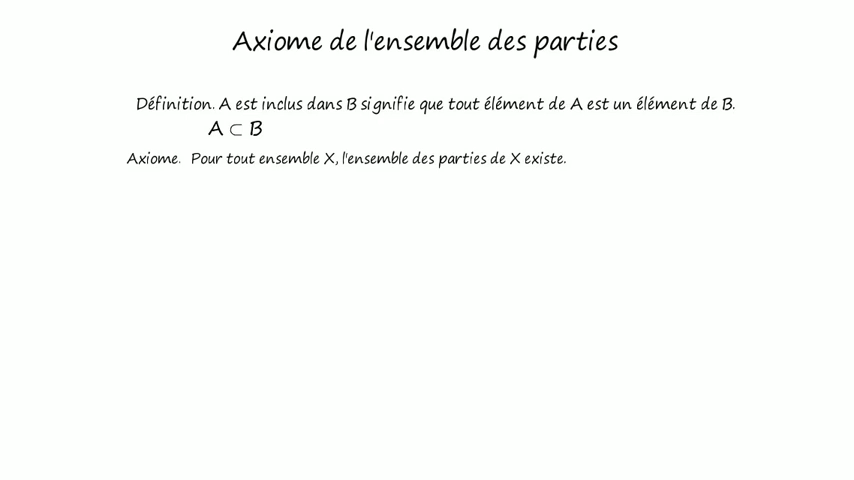 Axiome de l'ensemble des parties
Définition. A est inclus dans B signifie que tout élément de A est un élément de B.
A ⊂ B
Axiome. Pour tout ensemble X, l'ensemble des parties de X existe.